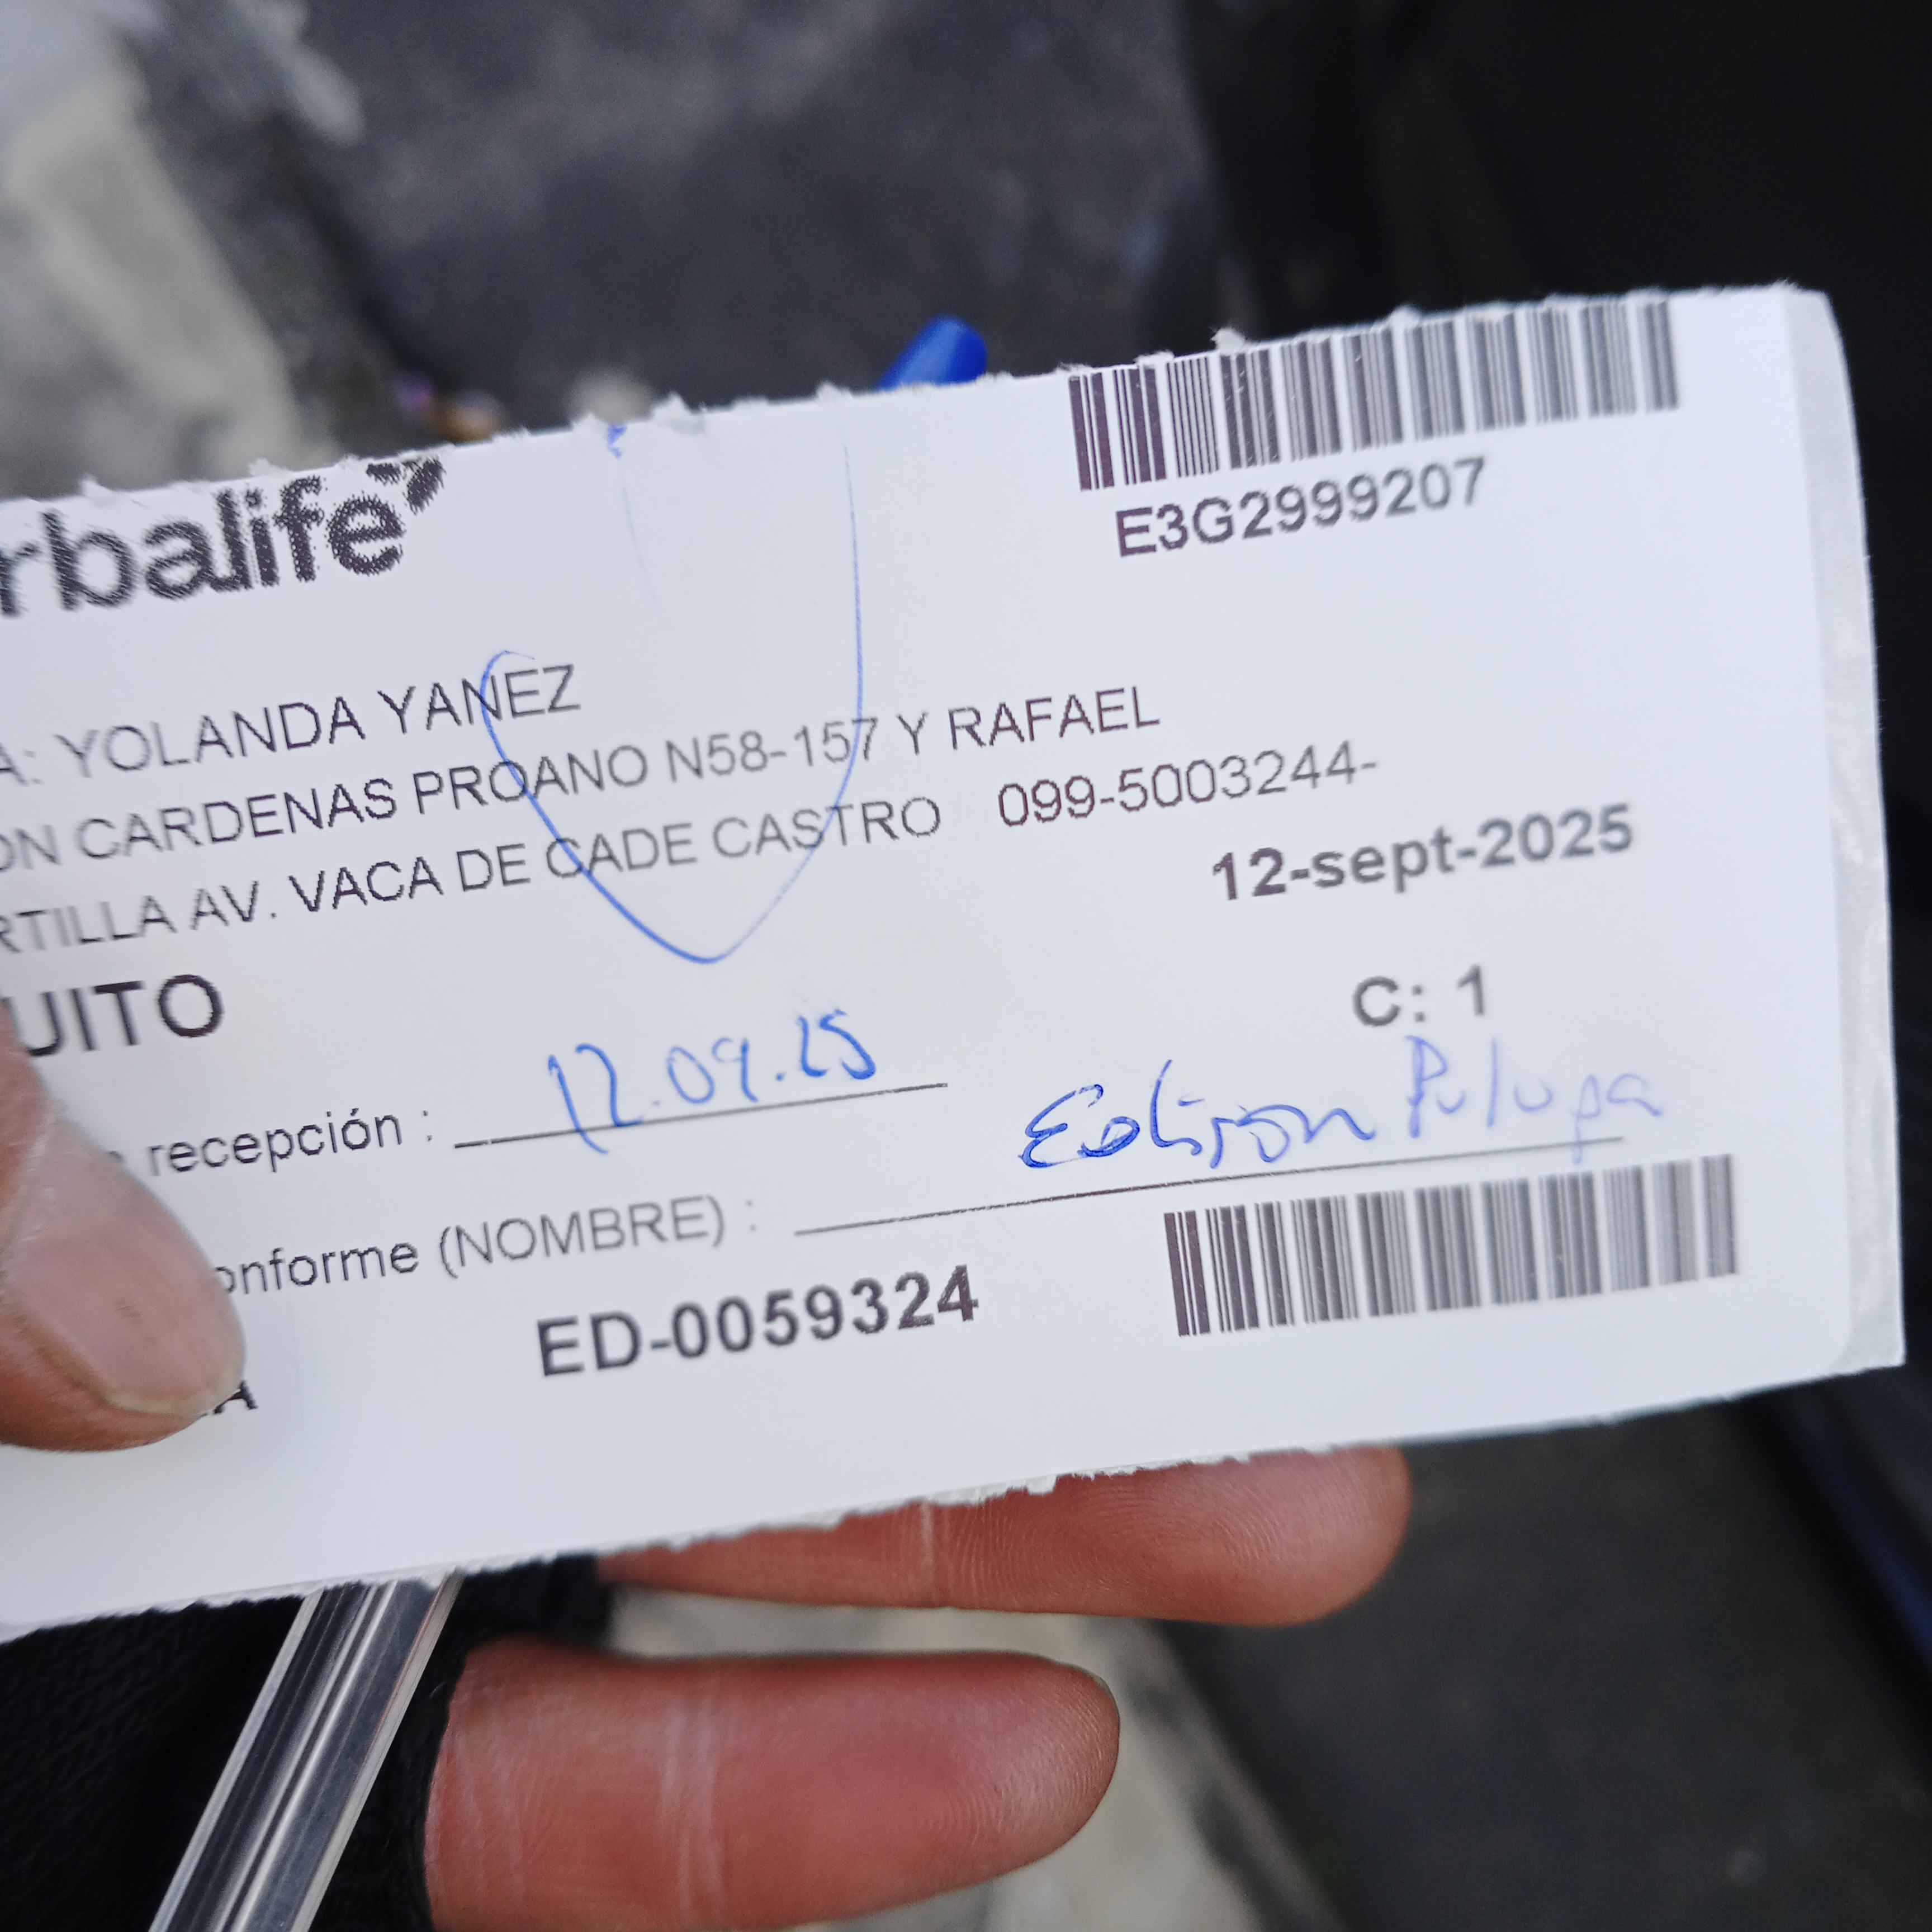 rbalife
E3G2999207
A: YOLANDA YANEZ
ON CARDENAS PROANO N58-157 Y RAFAEL
RTILLA AV. VACA DE CADE CASTRO 099-5003244-
12-sept-2025
UITO
C: 1
recepción : 12.09.25
onforme (NOMBRE) : Edison Pulupa
ED-0059324
A